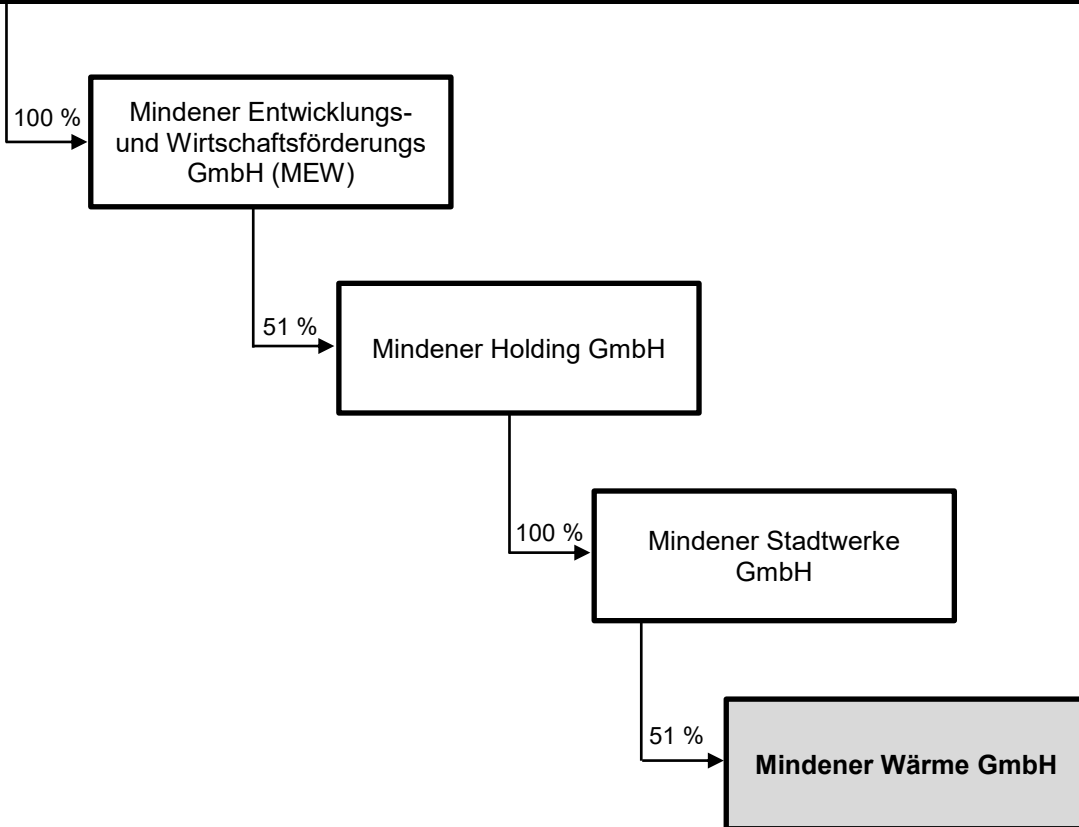 100 %
Mindener Entwicklungs-
und Wirtschaftsförderungs
GmbH (MEW)
51 %
Mindener Holding GmbH
100 %
Mindener Stadtwerke
GmbH
51 %
Mindener Wärme GmbH